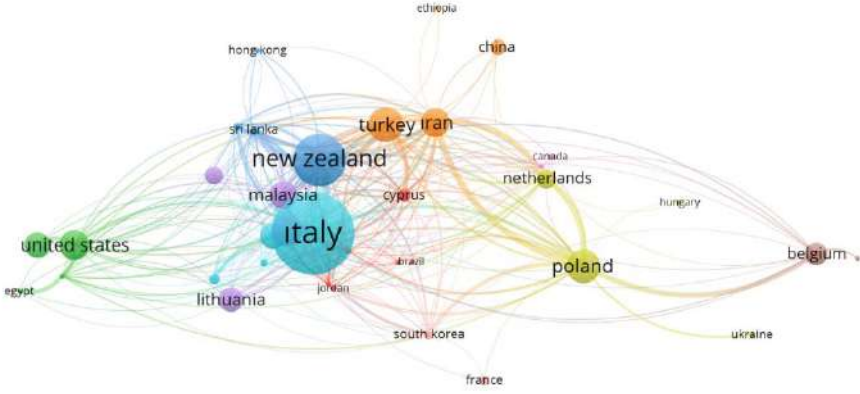 ethiopia
china
hong kong
turkey
iran
sri lanka
new zealand
canada
netherlands
malaysia
cyprus
hungary
italy
united states
belgium
brazil
poland
egypt
jordan
lithuania
south korea
ukraine
france